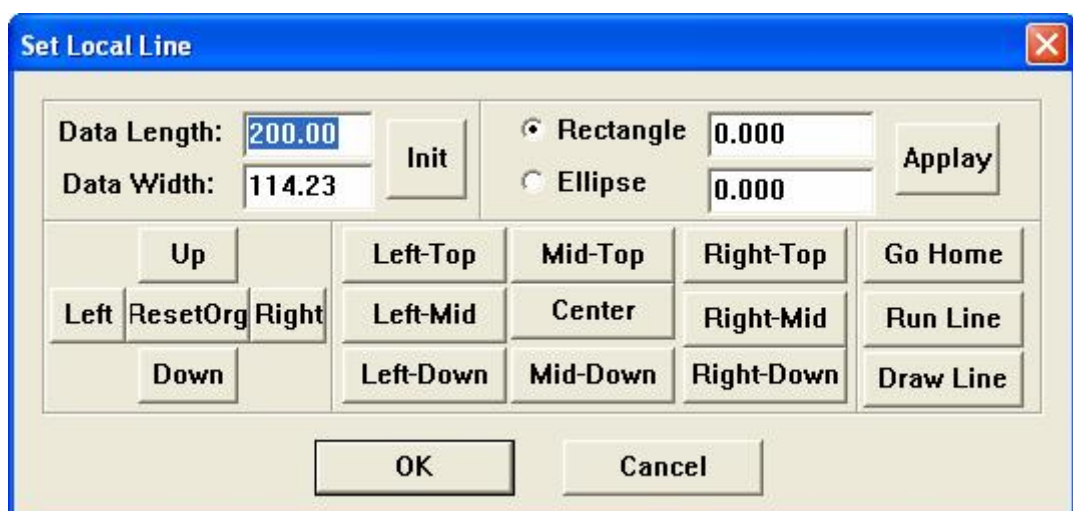 Set Local Line
Data Length: 200.00
Data Width: 114.23
Init
Rectangle 0.000
Ellipse 0.000
Applay
Up
Left ResetOrg Right
Down
Left-Top Mid-Top Right-Top
Left-Mid Center Right-Mid
Left-Down Mid-Down Right-Down
Go Home
Run Line
Draw Line
OK Cancel